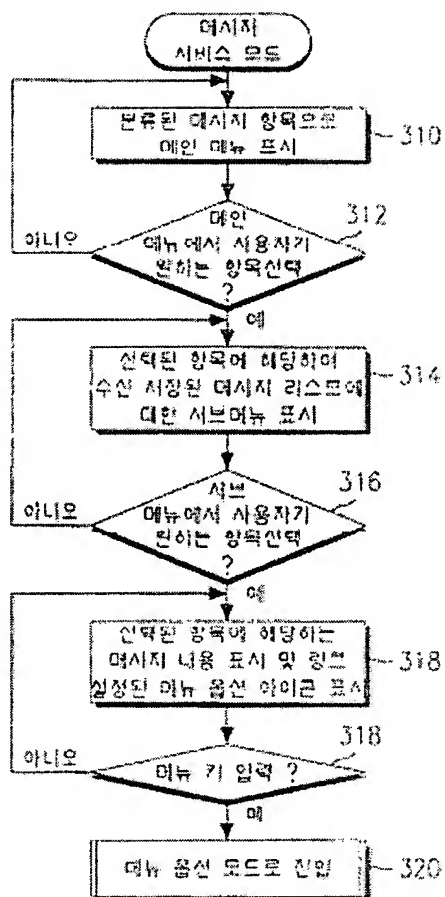 메시지
서비스 모드
분류된 메시지 항목으로
메인 메뉴 표시
310
메인
메뉴에서 사용자가
원하는 항목선택
?
312
아니오
예
선택된 항목에 해당하여
수신 저장된 메시지 리스트에
대한 서브메뉴 표시
314
서브
메뉴에서 사용자가
원하는 항목선택
?
316
아니오
예
선택된 항목에 해당하는
메시지 내용 표시 및 링크
설정된 메뉴 옵션 아이콘 표시
318
메뉴 키 입력 ?
318
아니오
예
메뉴 옵션 모드로 진입
320